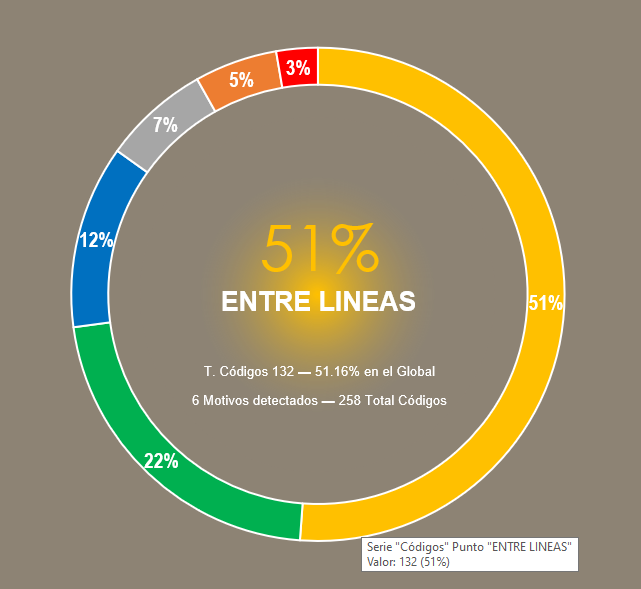 3%
5%
7%
12%
51%
ENTRE LINEAS
51%
T. Códigos 132 — 51.16% en el Global
6 Motivos detectados — 258 Total Códigos
22%
Serie "Códigos" Punto "ENTRE LINEAS"
Valor: 132 (51%)